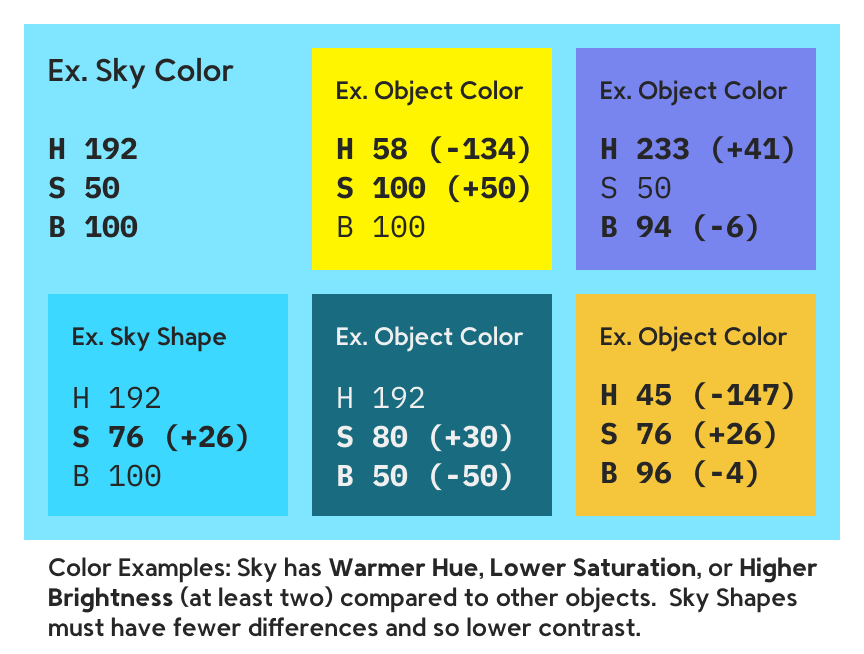 Ex. Sky Color
H 192
S 50
B 100
Ex. Object Color
H 58 (-134)
S 100 (+50)
B 100
Ex. Object Color
H 233 (+41)
S 50
B 94 (-6)
Ex. Sky Shape
H 192
S 76 (+26)
B 100
Ex. Object Color
H 192
S 80 (+30)
B 50 (-50)
Ex. Object Color
H 45 (-147)
S 76 (+26)
B 96 (-4)
Color Examples: Sky has Warmer Hue, Lower Saturation, or Higher
Brightness (at least two) compared to other objects.  Sky Shapes
must have fewer differences and so lower contrast.